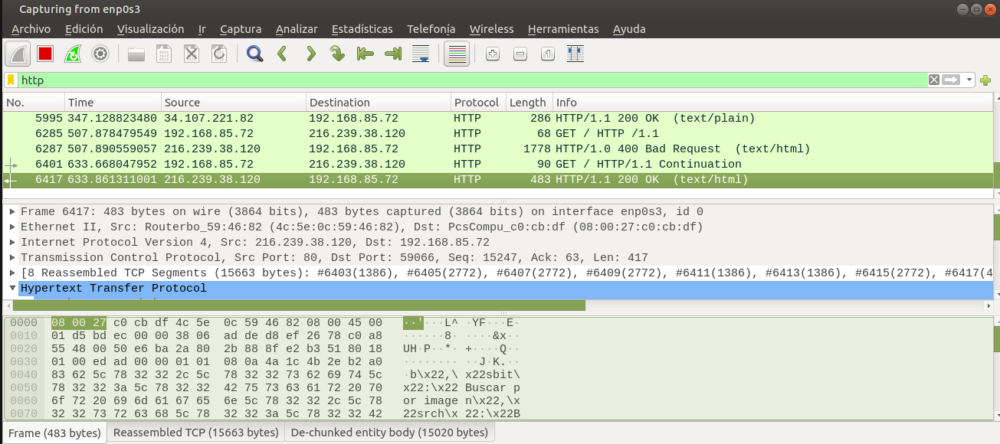 Capturing from enp0s3
Archivo Edición Visualización Ir Captura Analizar Estadísticas Telefonía Wireless Herramientas Ayuda
http
No. Time Source Destination Protocol Length Info
5995 347.128823480 34.107.221.82 192.168.85.72 HTTP 286 HTTP/1.1 200 OK (text/plain)
6285 507.878479549 192.168.85.72 216.239.38.120 HTTP 68 GET / HTTP /1.1
6287 507.890559057 216.239.38.120 192.168.85.72 HTTP 1778 HTTP/1.0 400 Bad Request (text/html)
6401 633.668047952 192.168.85.72 216.239.38.120 HTTP 90 GET / HTTP/1.1 Continuation
6417 633.861311001 216.239.38.120 192.168.85.72 HTTP 483 HTTP/1.1 200 OK (text/html)
Frame 6417: 483 bytes on wire (3864 bits), 483 bytes captured (3864 bits) on interface enp0s3, id 0
Ethernet II, Src: Routerbo_59:46:82 (4c:5e:0c:59:46:82), Dst: PcsCompu_c0:cb:df (08:00:27:c0:cb:df)
Internet Protocol Version 4, Src: 216.239.38.120, Dst: 192.168.85.72
Transmission Control Protocol, Src Port: 80, Dst Port: 59066, Seq: 15247, Ack: 63, Len: 417
[8 Reassembled TCP Segments (15663 bytes): #6403(1386), #6405(2772), #6407(2772), #6409(2772), #6411(1386), #6413(1386), #6415(2772), #6417(4
Hypertext Transfer Protocol
0000 08 00 27 c0 cb df 4c 5e 0c 59 46 82 08 00 45 00 ··'···L^ ·YF···E·
0010 01 d5 bd ec 00 00 38 06 ad de d8 ef 26 78 c0 a8 ······8· ····&x··
0020 55 48 00 50 e6 ba 2a 80 2b 88 8f e2 b3 51 80 18 UH·P··*· +····Q··
0030 01 00 ed ad 00 00 01 01 08 0a 4a 1c 4b 2e b2 a0 ········ ··J·K.··
0040 83 62 5c 78 32 32 2c 5c 78 32 32 73 62 69 74 5c ·b\x22,\ x22sbit\
0050 78 32 32 3a 5c 78 32 32 42 75 73 63 61 72 20 70 x22:\x22 Buscar p
0060 6f 72 20 69 6d 61 67 65 6e 5c 78 32 32 2c 5c 78 or image n\x22,\x
0070 32 32 73 72 63 68 5c 78 32 32 3a 5c 78 32 32 42 22srch\x 22:\x22B
Frame (483 bytes) Reassembled TCP (15663 bytes) De-chunked entity body (15020 bytes)